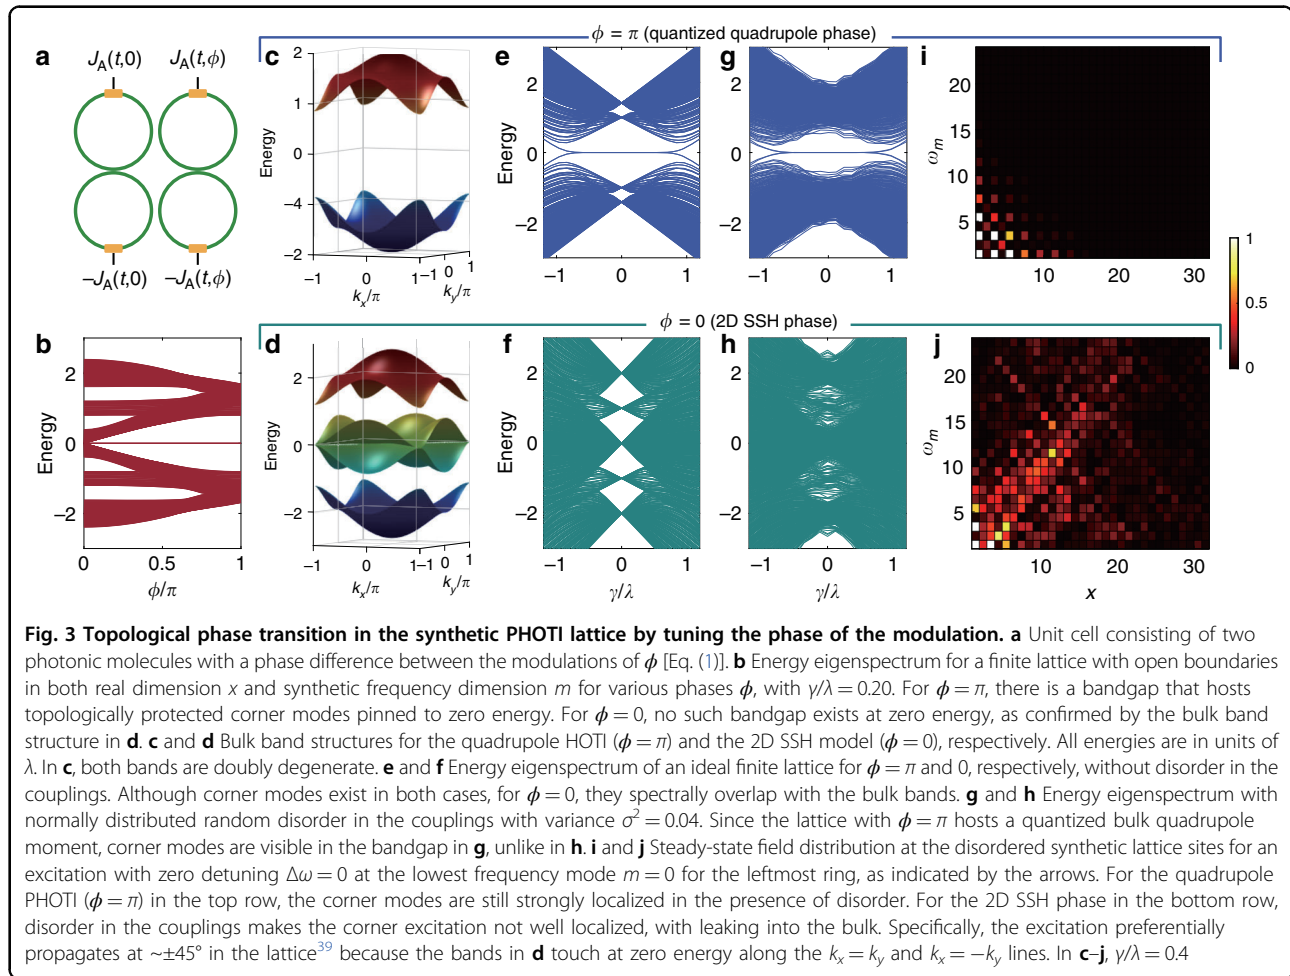 ϕ = π (quantized quadrupole phase)
a
J_A(t,0)
J_A(t,ϕ)
−J_A(t,0)
−J_A(t,ϕ)
c
2
1
0
−4
−2
Energy
−1
0
1
−1
0
1
k_x/π
k_y/π
e
2
0
−2
Energy
−1
0
1
g
2
0
−2
−1
0
1
i
20
15
10
5
ω_m
10
20
30
1
0.5
0
ϕ = 0 (2D SSH phase)
b
2
0
−2
Energy
0
1
ϕ/π
d
2
0
−2
Energy
−1
0
1
−1
0
1
k_x/π
k_y/π
f
2
0
−2
Energy
−1
0
1
γ/λ
h
2
0
−2
−1
0
1
γ/λ
j
20
15
10
5
ω_m
10
20
30
x
Fig. 3 Topological phase transition in the synthetic PHOTI lattice by tuning the phase of the modulation. a Unit cell consisting of two
photonic molecules with a phase difference between the modulations of ϕ [Eq. (1)]. b Energy eigenspectrum for a finite lattice with open boundaries
in both real dimension x and synthetic frequency dimension m for various phases ϕ, with γ/λ = 0.20. For ϕ = π, there is a bandgap that hosts
topologically protected corner modes pinned to zero energy. For ϕ = 0, no such bandgap exists at zero energy, as confirmed by the bulk band
structure in d. c and d Bulk band structures for the quadrupole HOTI (ϕ = π) and the 2D SSH model (ϕ = 0), respectively. All energies are in units of
λ. In c, both bands are doubly degenerate. e and f Energy eigenspectrum of an ideal finite lattice for ϕ = π and 0, respectively, without disorder in the
couplings. Although corner modes exist in both cases, for ϕ = 0, they spectrally overlap with the bulk bands. g and h Energy eigenspectrum with
normally distributed random disorder in the couplings with variance σ² = 0.04. Since the lattice with ϕ = π hosts a quantized bulk quadrupole
moment, corner modes are visible in the bandgap in g, unlike in h. i and j Steady-state field distribution at the disordered synthetic lattice sites for an
excitation with zero detuning Δω = 0 at the lowest frequency mode m = 0 for the leftmost ring, as indicated by the arrows. For the quadrupole
PHOTI (ϕ = π) in the top row, the corner modes are still strongly localized in the presence of disorder. For the 2D SSH phase in the bottom row,
disorder in the couplings makes the corner excitation not well localized, with leaking into the bulk. Specifically, the excitation preferentially
propagates at ~±45° in the lattice³⁹ because the bands in d touch at zero energy along the k_x = k_y and k_x = −k_y lines. In c–j, γ/λ = 0.4